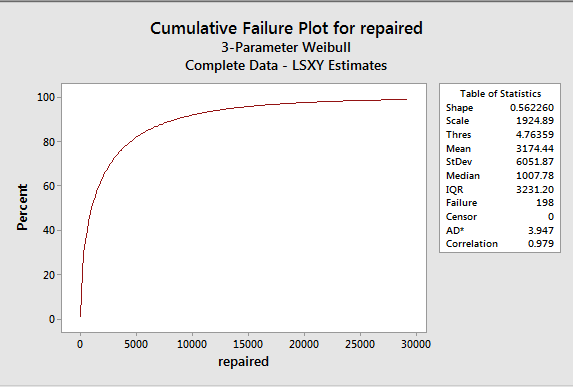 Cumulative Failure Plot for repaired
3-Parameter Weibull
Complete Data - LSXY Estimates
Percent
100
80
60
40
20
0
0 5000 10000 15000 20000 25000 30000
repaired
Table of Statistics
Shape 0.562260
Scale 1924.89
Thres 4.76359
Mean 3174.44
StDev 6051.87
Median 1007.78
IQR 3231.20
Failure 198
Censor 0
AD* 3.947
Correlation 0.979